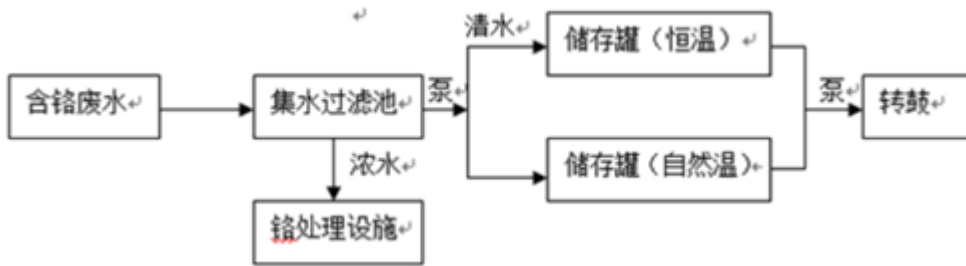 清水
储存罐（恒温）
含铬废水
集水过滤池
泵
泵
转鼓
浓水
储存罐（自然温）
铬处理设施